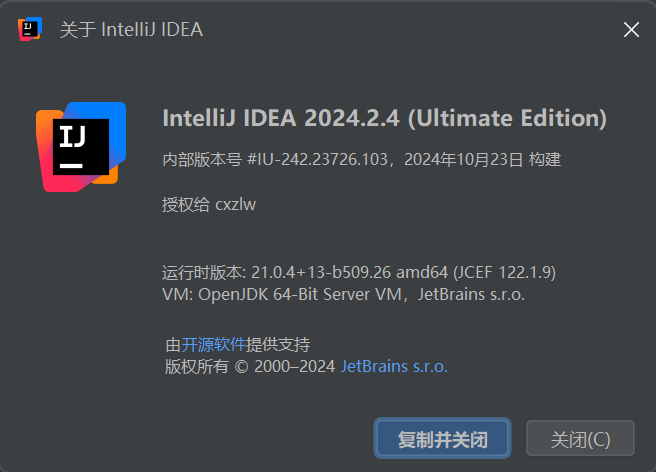 关于 IntelliJ IDEA
IJ
IntelliJ IDEA 2024.2.4 (Ultimate Edition)
内部版本号 #IU-242.23726.103，2024年10月23日 构建
授权给 cxzlw
运行时版本: 21.0.4+13-b509.26 amd64 (JCEF 122.1.9)
VM: OpenJDK 64-Bit Server VM，JetBrains s.r.o.
由开源软件提供支持
版权所有 © 2000–2024 JetBrains s.r.o.
复制并关闭
关闭(C)